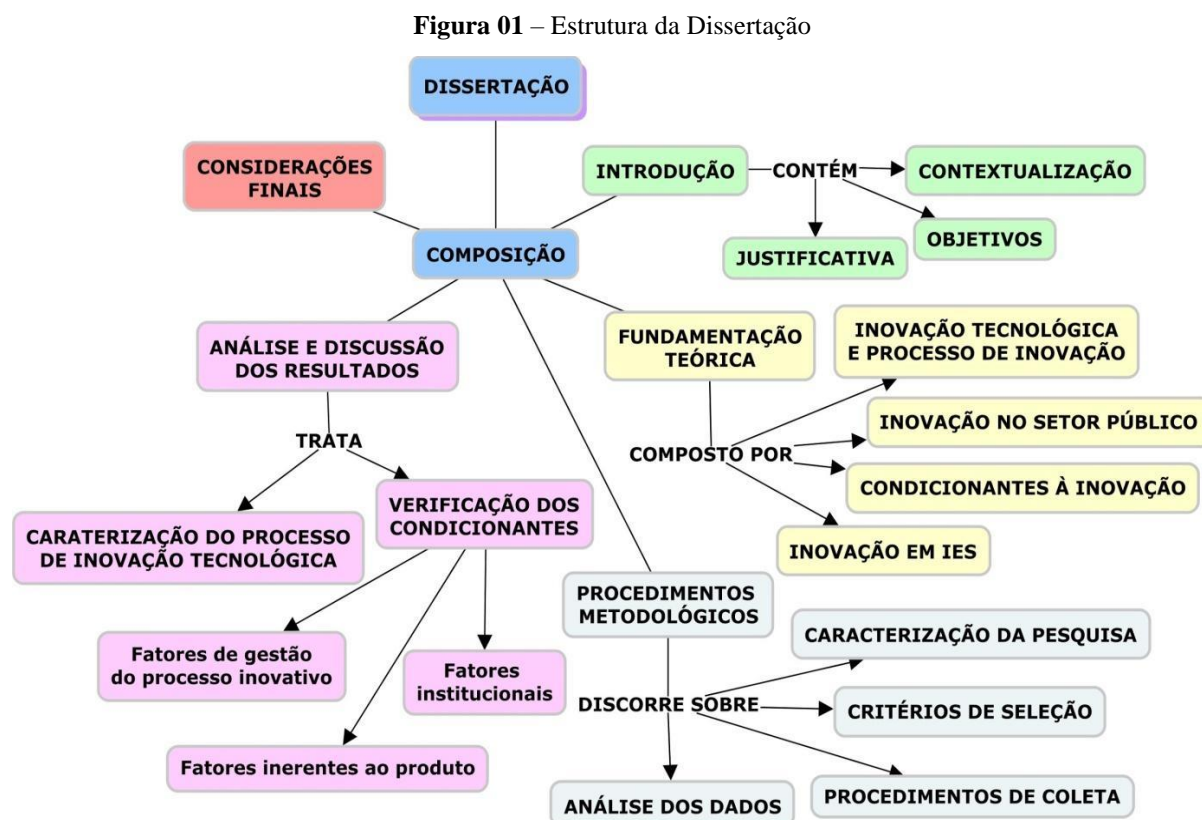 Figura 01 – Estrutura da Dissertação
DISSERTAÇÃO
CONSIDERAÇÕES
FINAIS
INTRODUÇÃO
CONTÉM
CONTEXTUALIZAÇÃO
OBJETIVOS
JUSTIFICATIVA
COMPOSIÇÃO
ANÁLISE E DISCUSSÃO
DOS RESULTADOS
FUNDAMENTAÇÃO
TEÓRICA
INOVAÇÃO TECNOLÓGICA
E PROCESSO DE INOVAÇÃO
INOVAÇÃO NO SETOR PÚBLICO
COMPOSTO POR
CONDICIONANTES À INOVAÇÃO
INOVAÇÃO EM IES
TRATA
CARATERIZAÇÃO DO PROCESSO
DE INOVAÇÃO TECNOLÓGICA
VERIFICAÇÃO DOS
CONDICIONANTES
Fatores de gestão
do processo inovativo
Fatores
institucionais
Fatores inerentes ao produto
PROCEDIMENTOS
METODOLÓGICOS
DISCORRE SOBRE
CARACTERIZAÇÃO DA PESQUISA
CRITÉRIOS DE SELEÇÃO
PROCEDIMENTOS DE COLETA
ANÁLISE DOS DADOS